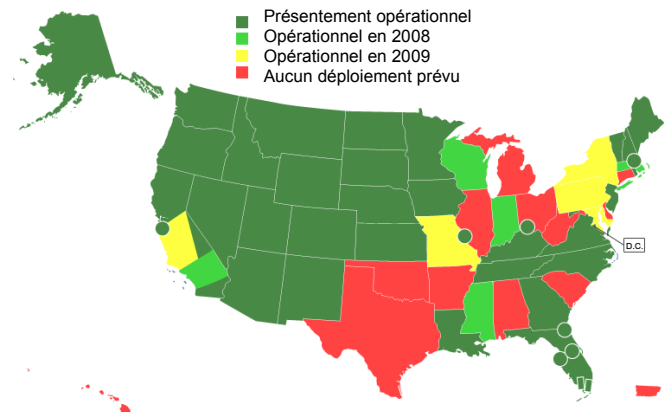 Présentement opérationnel
Opérationnel en 2008
Opérationnel en 2009
Aucun déploiement prévu
D.C.